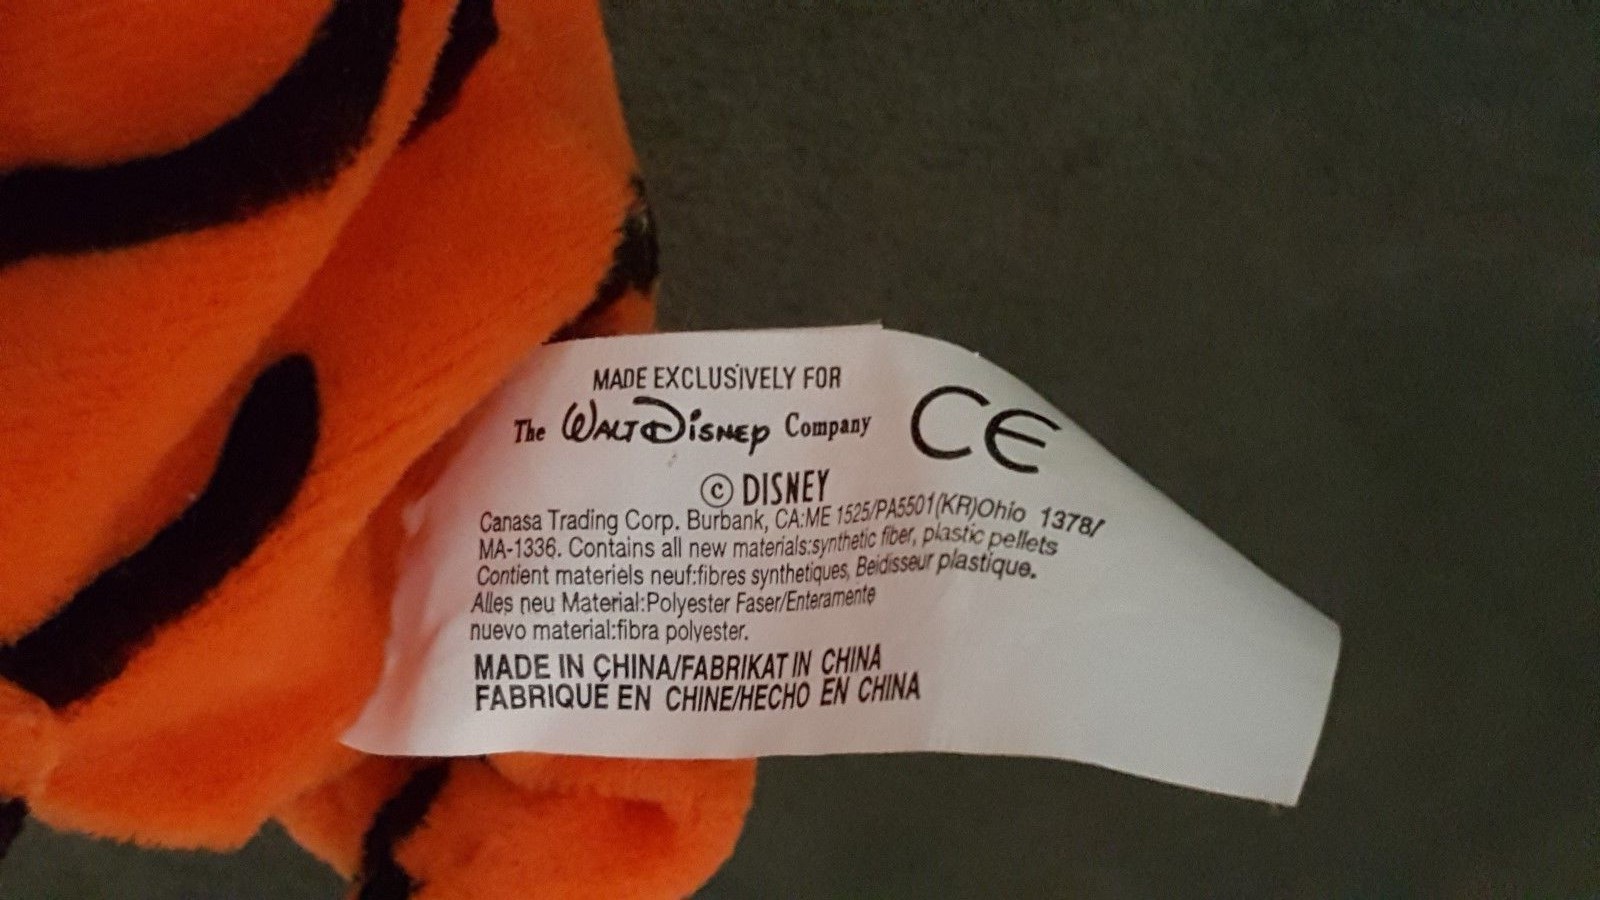 MADE EXCLUSIVELY FOR
The WALT DISNEY Company
CE
© DISNEY
Canasa Trading Corp. Burbank, CA:ME 1525/PA5501(KR)Ohio 1378/
MA-1336. Contains all new materials:synthetic fiber, plastic pellets
Contient materiels neuf:fibres synthetiques, Beidisseur plastique.
Alles neu Material:Polyester Faser/Enteramente
nuevo material:fibra polyester.
MADE IN CHINA/FABRIKAT IN CHINA
FABRIQUÉ EN CHINE/HECHO EN CHINA